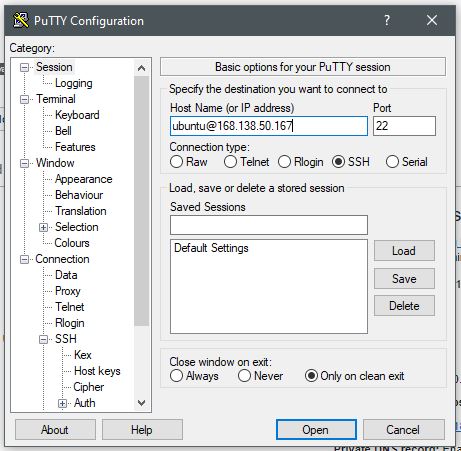 PuTTY Configuration
Category:
Session
Logging
Terminal
Keyboard
Bell
Features
Window
Appearance
Behaviour
Translation
Selection
Colours
Connection
Data
Proxy
Telnet
Rlogin
SSH
Kex
Host keys
Cipher
Auth
Basic options for your PuTTY session
Specify the destination you want to connect to
Host Name (or IP address) Port
ubuntu@168.138.50.167 22
Connection type:
Raw Telnet Rlogin SSH Serial
Load, save or delete a stored session
Saved Sessions
Default Settings
Load
Save
Delete
Close window on exit:
Always Never Only on clean exit
About Help Open Cancel